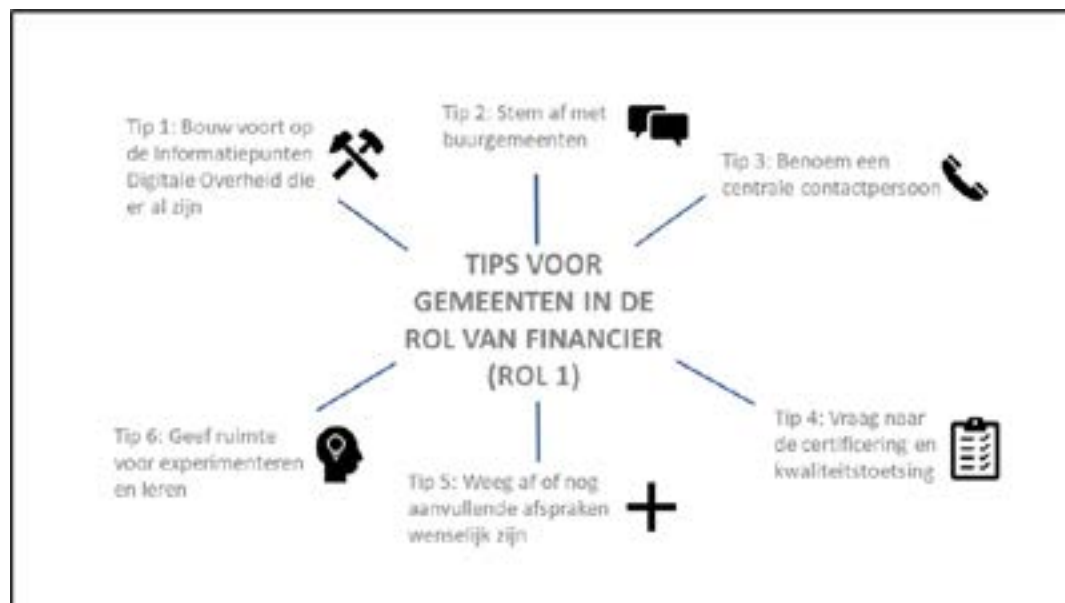 Tip 1: Bouw voort op
de Informatiepunten
Digitale Overheid die
er al zijn
Tip 2: Stem af met
buurgemeenten
Tip 3: Benoem een
centrale contactpersoon
TIPS VOOR
GEMEENTEN IN DE
ROL VAN FINANCIER
(ROL 1)
Tip 4: Vraag naar
de certificering en
kwaliteitstoetsing
Tip 5: Weeg af of nog
aanvullende afspraken
wenselijk zijn
Tip 6: Geef ruimte
voor experimenteren
en leren